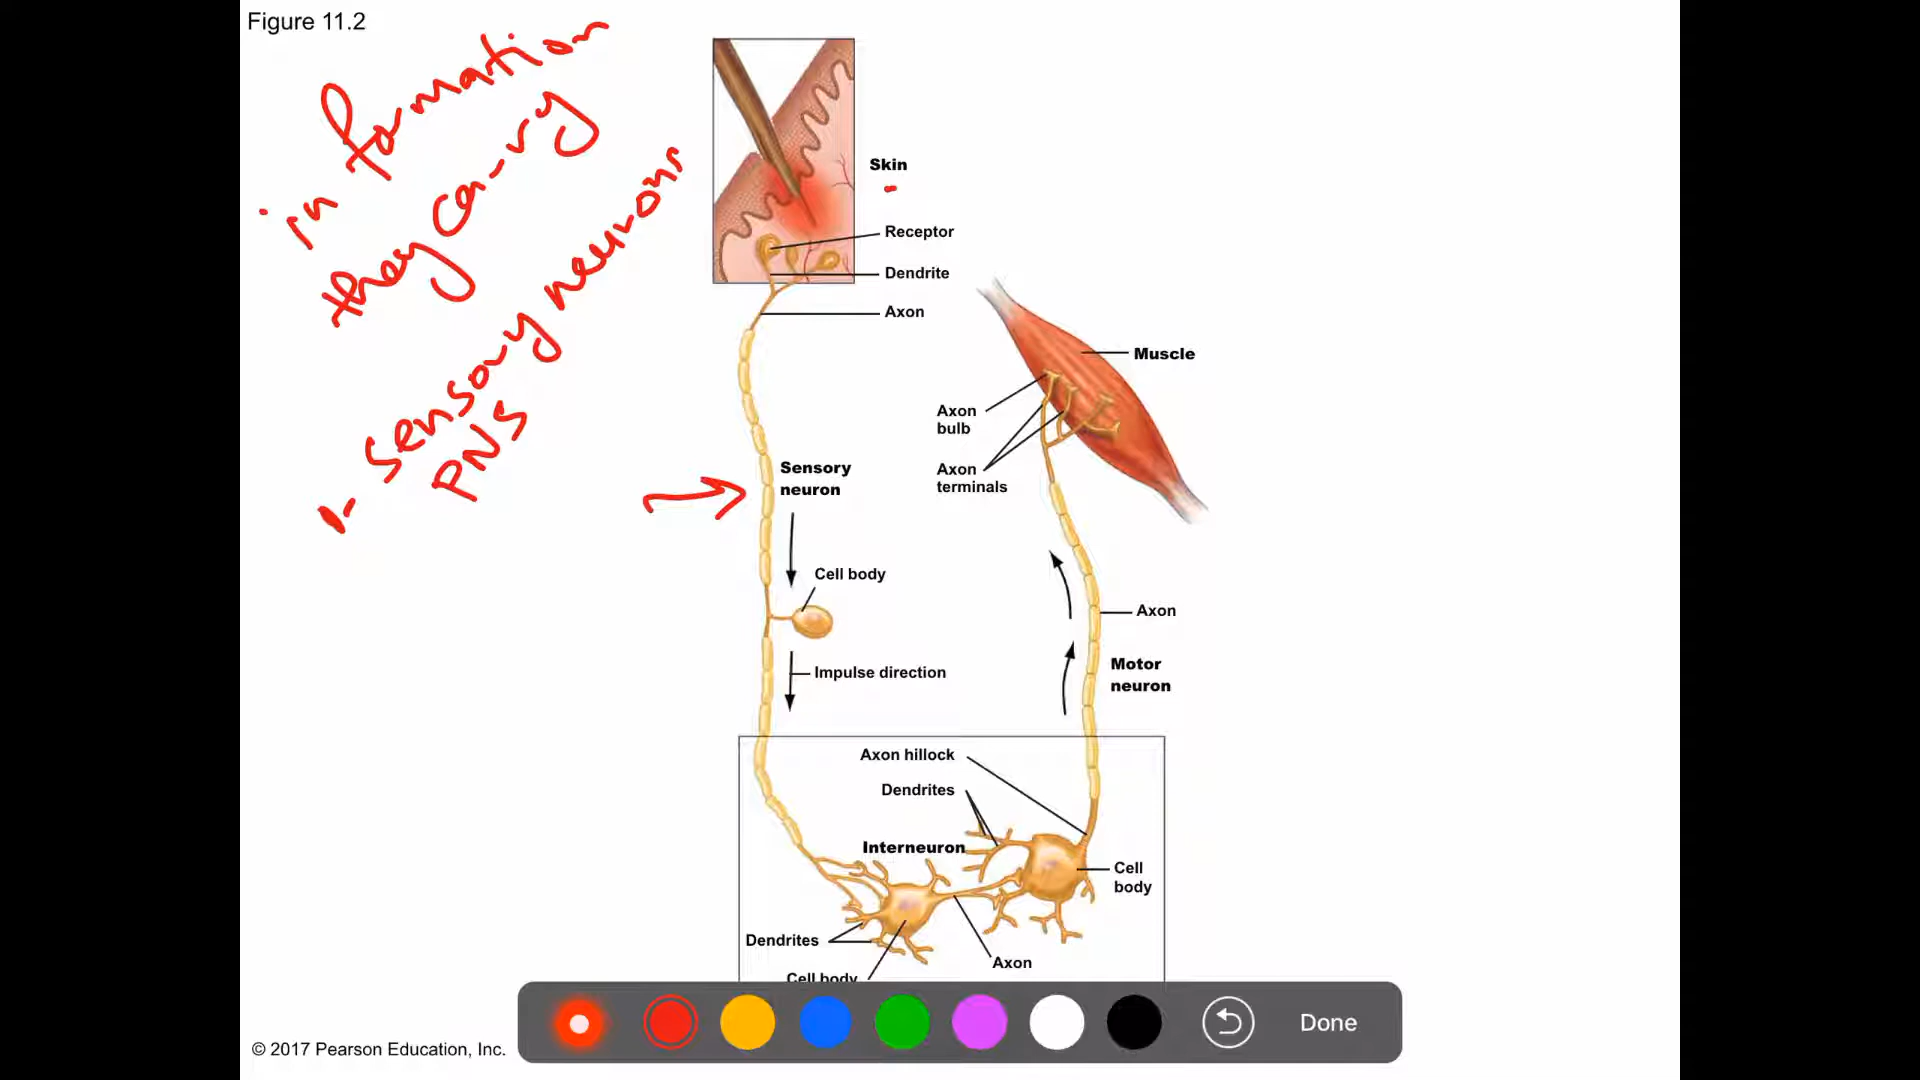 Figure 11.2
information
they carry
1- sensory neurons
PNS
Skin
Receptor
Dendrite
Axon
Muscle
Axon
bulb
Axon
terminals
Sensory
neuron
Cell body
Impulse direction
Axon
Motor
neuron
Axon hillock
Dendrites
Interneuron
Cell
body
Dendrites
Axon
Cell body
Done
© 2017 Pearson Education, Inc.